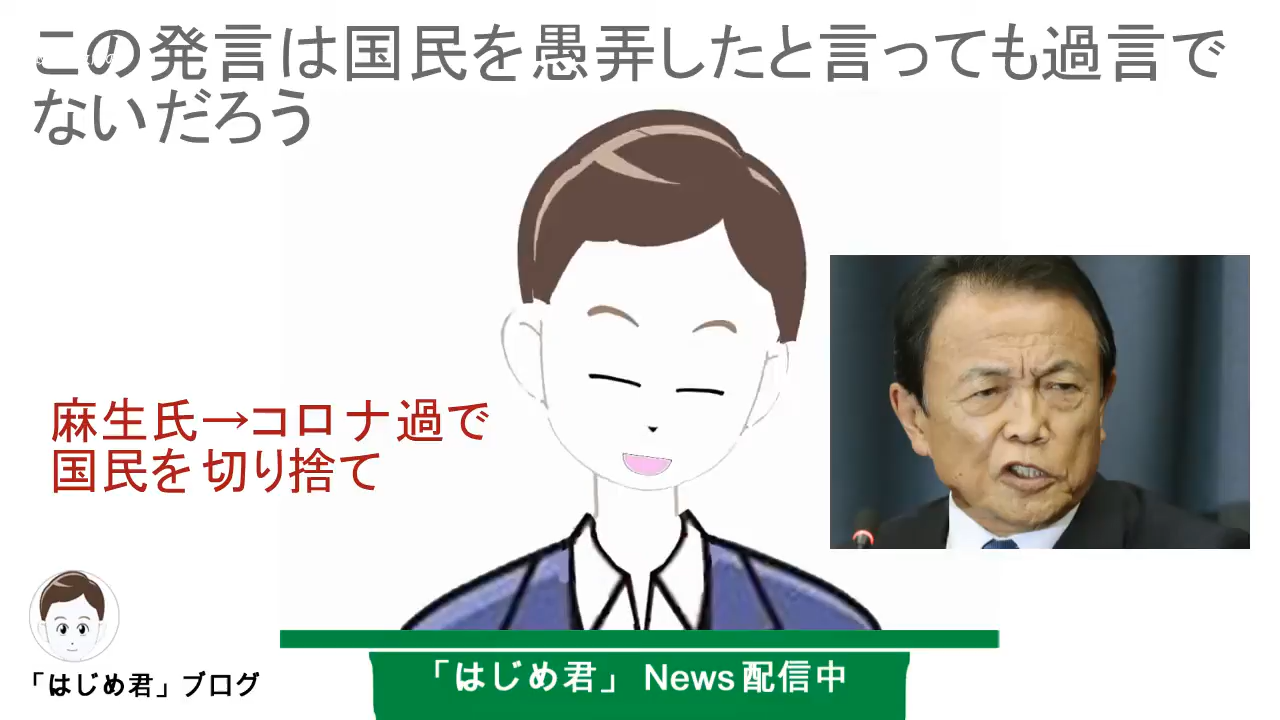 この発言は国民を愚弄したと言っても過言で
ないだろう
麻生氏→コロナ過で
国民を切り捨て
「はじめ君」ブログ
「はじめ君」 News配信中